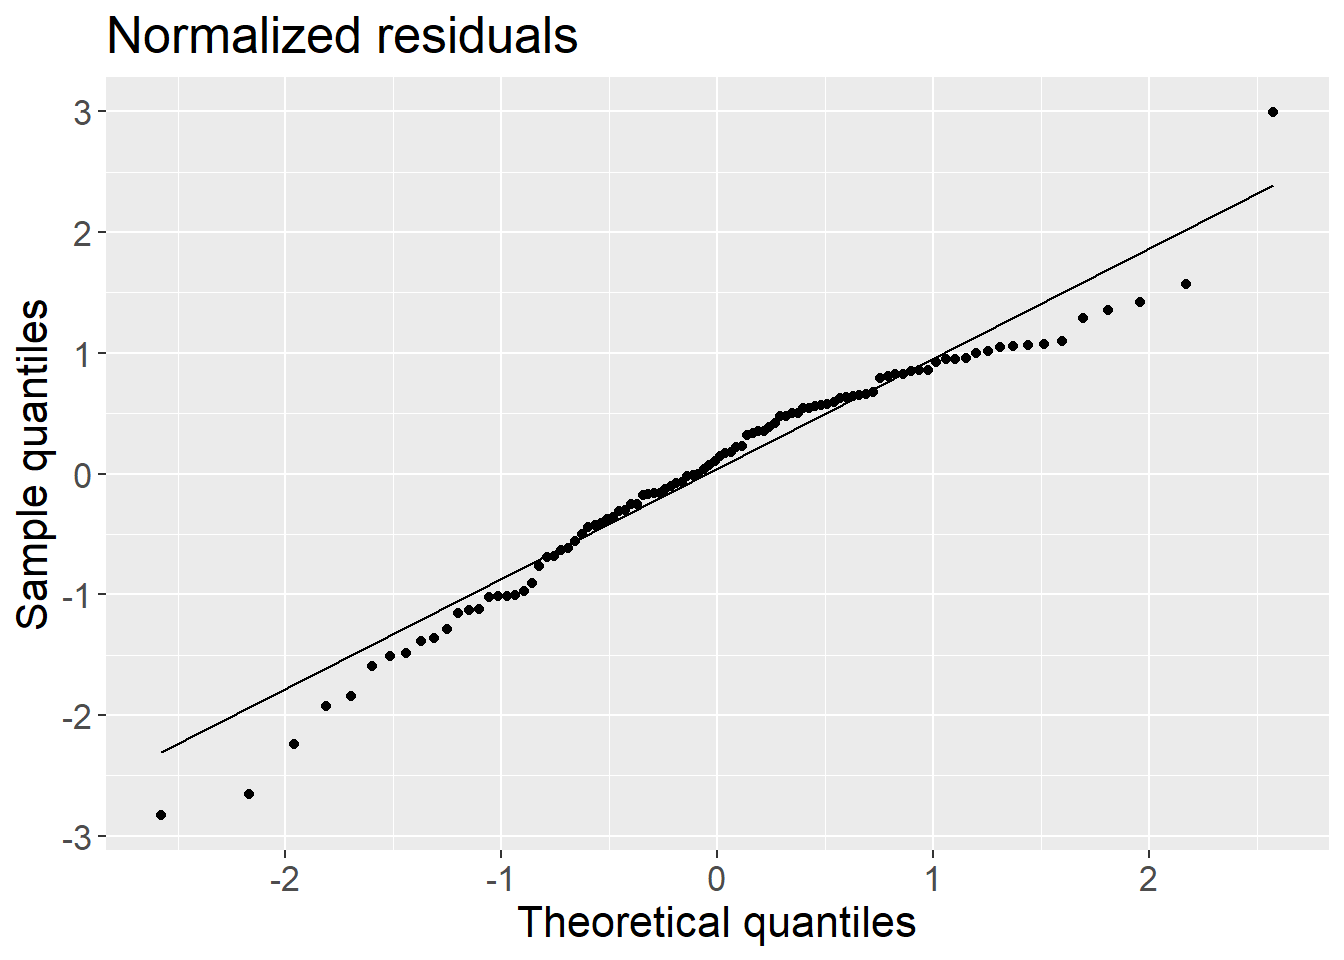 Normalized residuals
3
2
1
0
-1
-2
-3
Sample quantiles
-2 -1 0 1 2
Theoretical quantiles